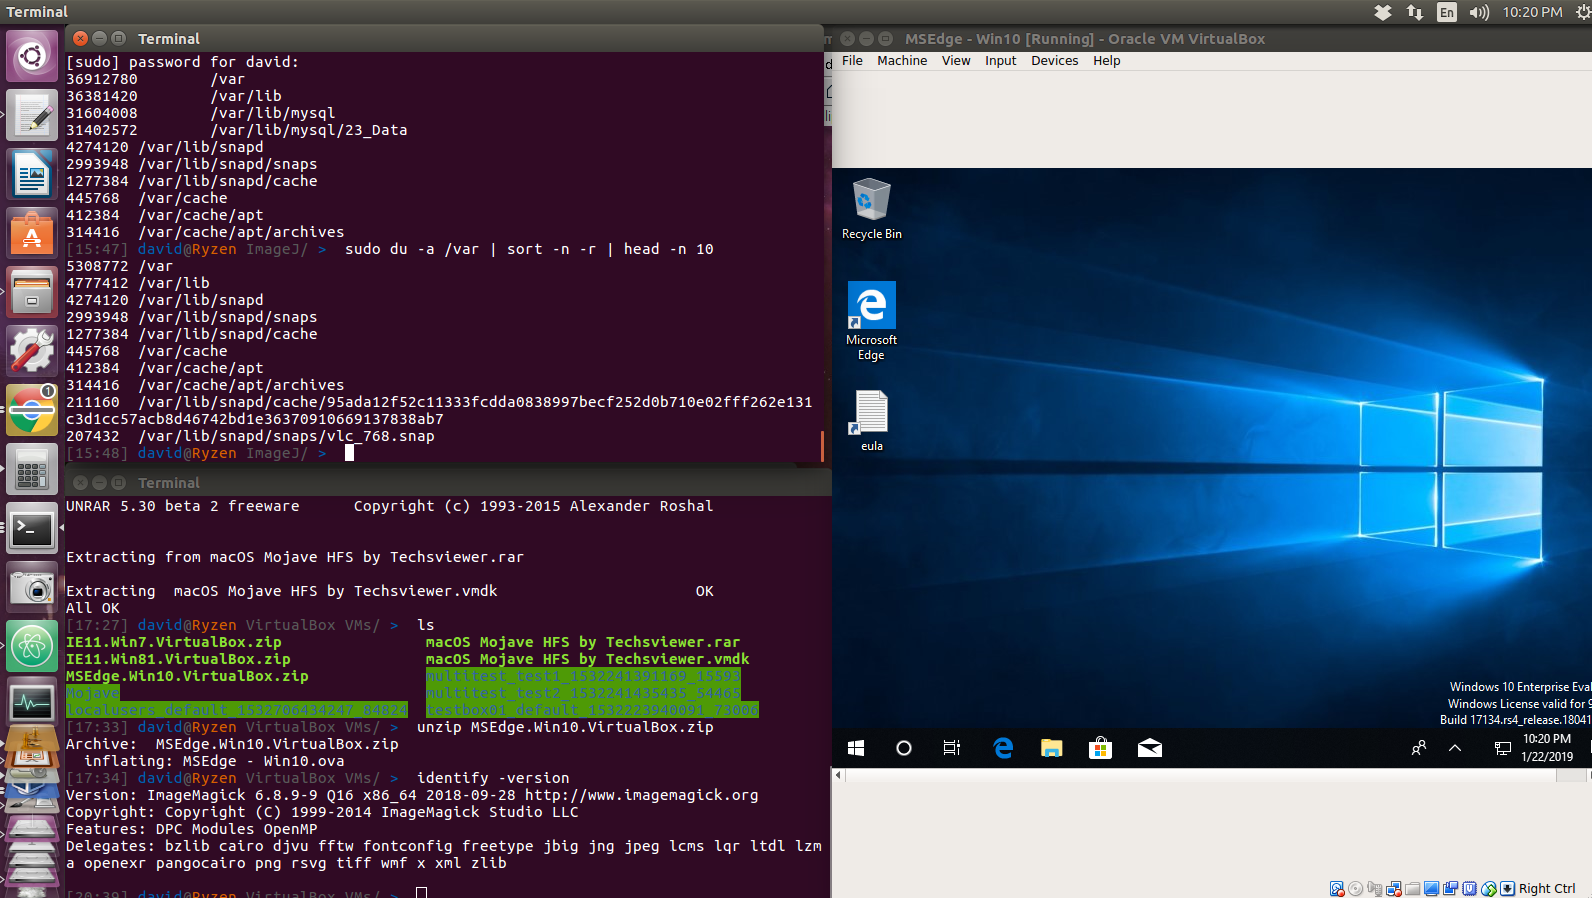 Terminal
En
10:20 PM
Terminal
[sudo] password for david:
36912780 /var
36381420 /var/lib
31604008 /var/lib/mysql
31402572 /var/lib/mysql/23_Data
4274120 /var/lib/snapd
2993948 /var/lib/snapd/snaps
1277384 /var/lib/snapd/cache
445768 /var/cache
412384 /var/cache/apt
314416 /var/cache/apt/archives
[15:47] david@Ryzen ImageJ/ > sudo du -a /var | sort -n -r | head -n 10
5308772 /var
4777412 /var/lib
4274120 /var/lib/snapd
2993948 /var/lib/snapd/snaps
1277384 /var/lib/snapd/cache
445768 /var/cache
412384 /var/cache/apt
314416 /var/cache/apt/archives
211160 /var/lib/snapd/cache/95ada12f52c11333fcdda0838997becf252d0b710e02fff262e131
c3d1cc57acb8d46742bd1e36370910669137838ab7
207432 /var/lib/snapd/snaps/vlc_768.snap
[15:48] david@Ryzen ImageJ/ >
Terminal
UNRAR 5.30 beta 2 freeware Copyright (c) 1993-2015 Alexander Roshal
Extracting from macOS Mojave HFS by Techsviewer.rar
Extracting macOS Mojave HFS by Techsviewer.vmdk OK
All OK
[17:27] david@Ryzen VirtualBox VMs/ > ls
IE11.Win7.VirtualBox.zip macOS Mojave HFS by Techsviewer.rar
IE11.Win81.VirtualBox.zip macOS Mojave HFS by Techsviewer.vmdk
MSEdge.Win10.VirtualBox.zip multitest_test1_1532241391169_15593
Mojave multitest_test2_1532241435435_54465
localusers_default_1532706434247_84824 testbox01_default_1532223940091_73006
[17:33] david@Ryzen VirtualBox VMs/ > unzip MSEdge.Win10.VirtualBox.zip
Archive: MSEdge.Win10.VirtualBox.zip
inflating: MSEdge - Win10.ova
[17:34] david@Ryzen VirtualBox VMs/ > identify -version
Version: ImageMagick 6.8.9-9 Q16 x86_64 2018-09-28 http://www.imagemagick.org
Copyright: Copyright (C) 1999-2014 ImageMagick Studio LLC
Features: DPC Modules OpenMP
Delegates: bzlib cairo djvu fftw fontconfig freetype jbig jng jpeg lcms lqr ltdl lzm
a openexr pangocairo png rsvg tiff wmf x xml zlib
[20:39] david@Ryzen VirtualBox VMs/ >
MSEdge - Win10 [Running] - Oracle VM VirtualBox
File Machine View Input Devices Help
Recycle Bin
Microsoft
Edge
eula
Windows 10 Enterprise Eval
Windows License valid for 9
Build 17134.rs4_release.18041
10:20 PM
1/22/2019
Right Ctrl